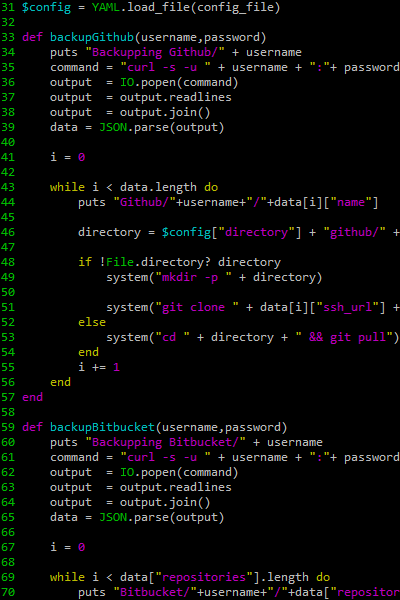 31 $config = YAML.load_file(config_file)
32
33 def backupGithub(username,password)
34     puts "Backupping Github/" + username
35     command = "curl -s -u " + username + ":"+ password
36     output  = IO.popen(command)
37     output  = output.readlines
38     output  = output.join()
39     data = JSON.parse(output)
40
41     i = 0
42
43     while i < data.length do
44         puts "Github/"+username+"/"+data[i]["name"]
45
46         directory = $config["directory"] + "github/" +
47
48         if !File.directory? directory
49             system("mkdir -p " + directory)
50
51             system("git clone " + data[i]["ssh_url"] +
52         else
53             system("cd " + directory + " && git pull")
54         end
55         i += 1
56     end
57 end
58
59 def backupBitbucket(username,password)
60     puts "Backupping Bitbucket/" + username
61     command = "curl -s -u " + username + ":"+ password
62     output  = IO.popen(command)
63     output  = output.readlines
64     output  = output.join()
65     data = JSON.parse(output)
66
67     i = 0
68
69     while i < data["repositories"].length do
70         puts "Bitbucket/"+username+"/"+data["repositor